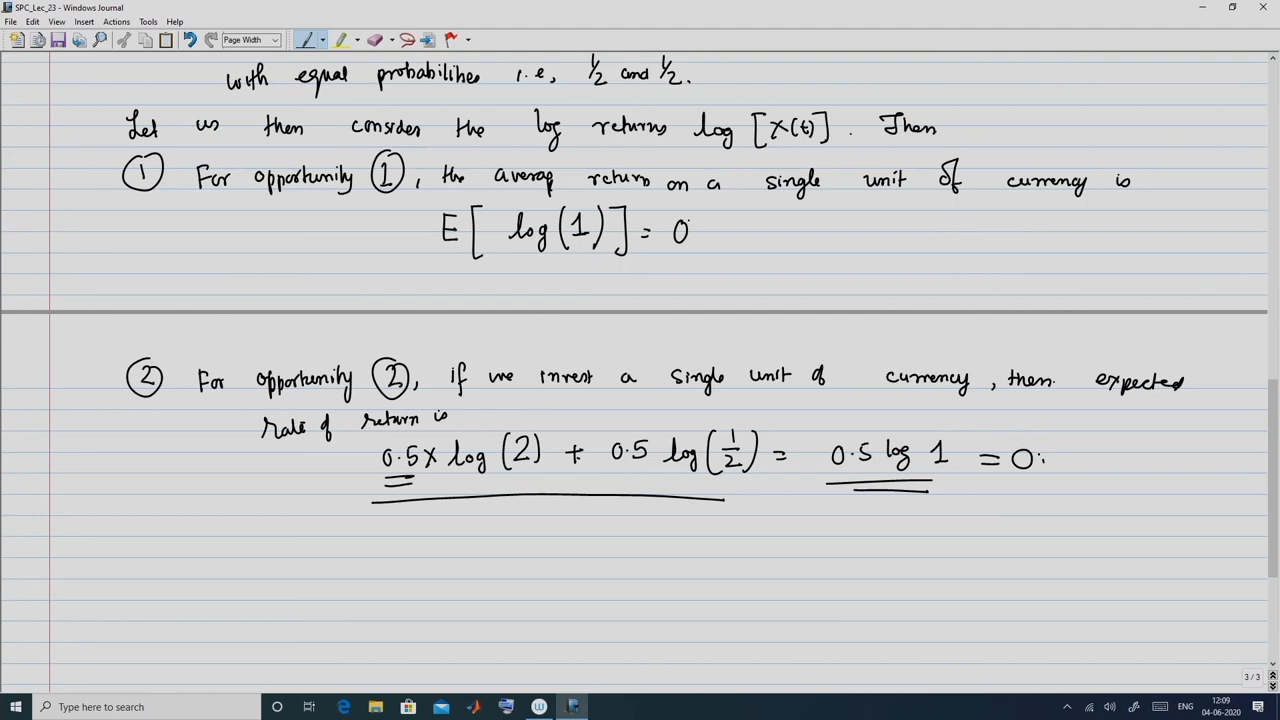 SPC_Lec_23 - Windows Journal
File Edit View Insert Actions Tools Help
Page Width
with equal probabilities i.e, 1/2 and 1/2.
Let us then consider the log returns log [X(t)]. Then
① For opportunity ①, the average return on a single unit of currency is
E[ log(1) ] = 0
② For opportunity ②, if we invest a single unit of currency, then expected
rate of return is
0.5 x log (2) + 0.5 log (1/2) = 0.5 log 1 = 0.
3 / 3
Type here to search
ENG
12:09
04-06-2020